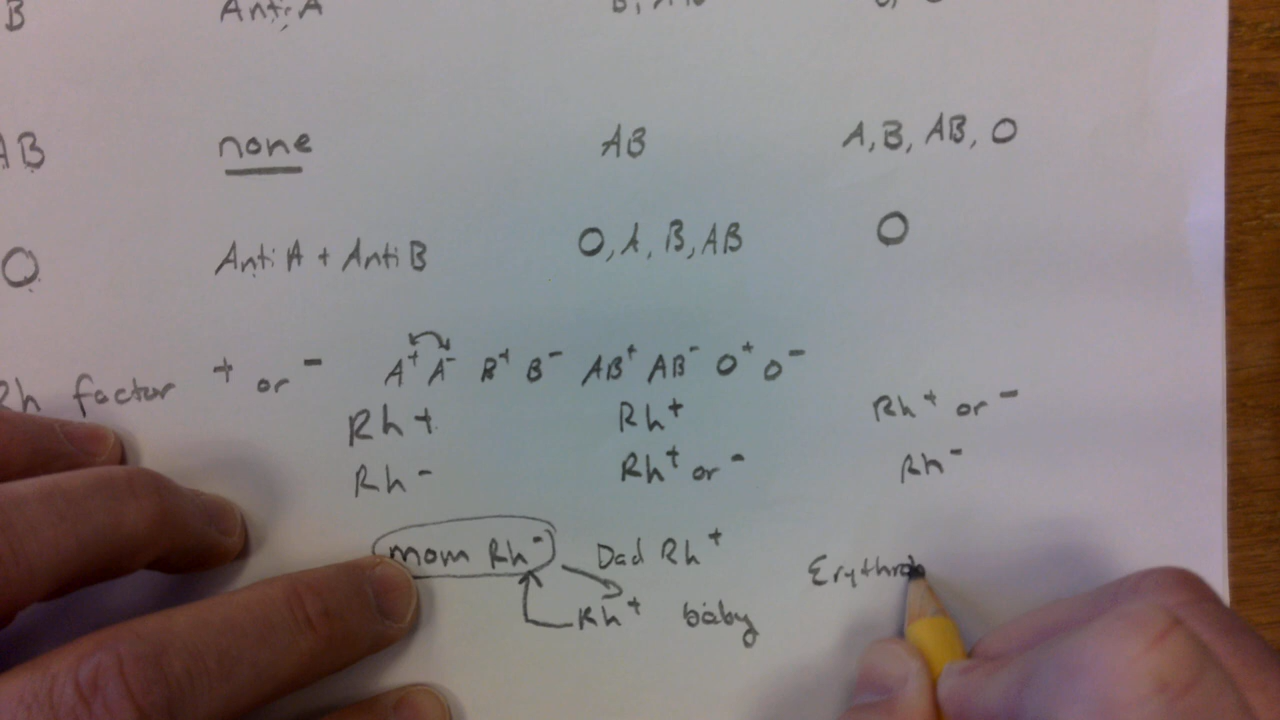 B Anti A
AB none AB A, B, AB, O
O Anti A + Anti B O, A, B, AB O
Rh factor + or - A+ A- B+ B- AB+ AB- O+ O-
Rh + Rh+ Rh+ or -
Rh - Rh+ or - Rh-
mom Rh- Dad Rh+ Erythro
Rh+ baby